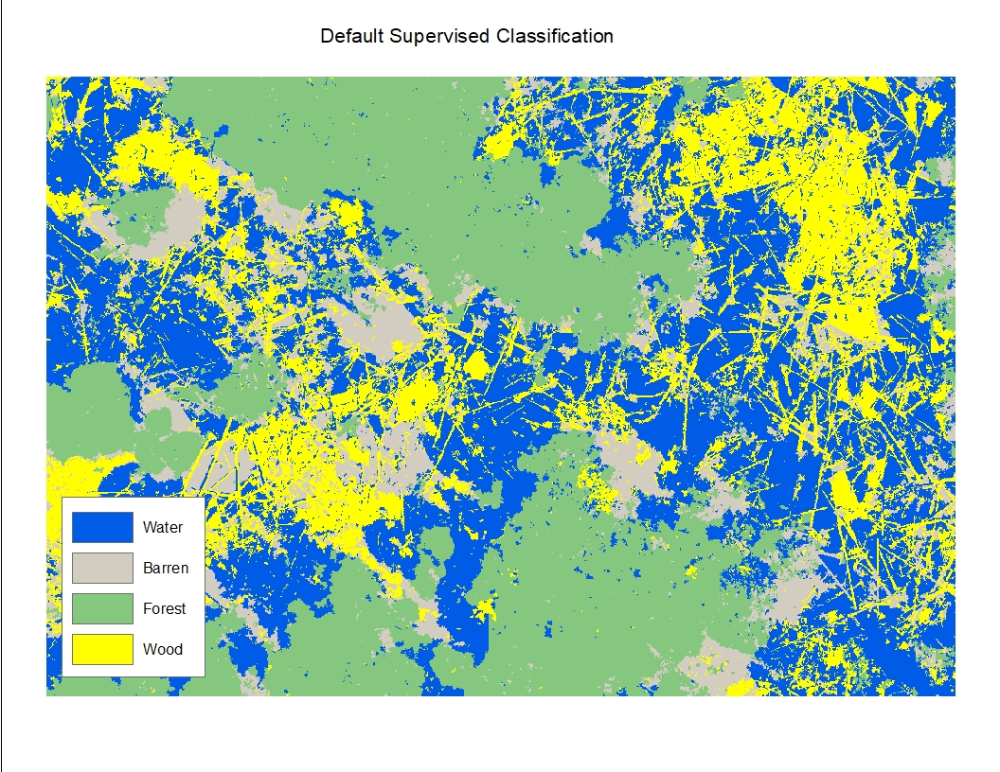 Default Supervised Classification
Water
Barren
Forest
Wood